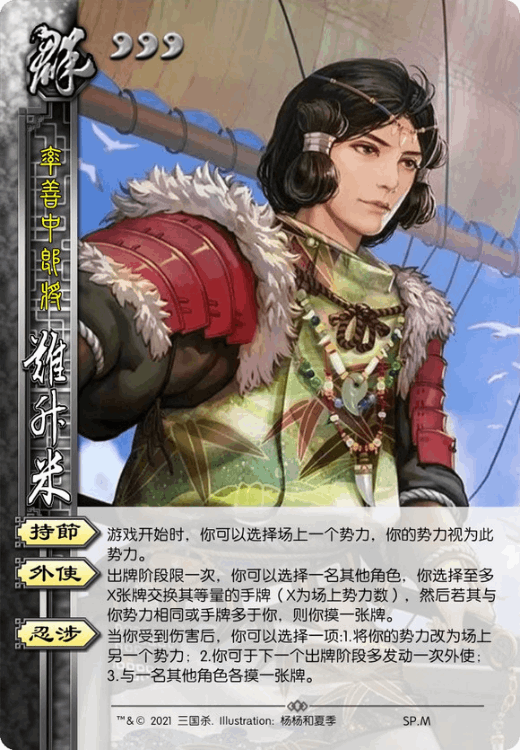 群
率善中郎將
難升米
持節
游戏开始时，你可以选择场上一个势力，你的势力视为此
势力。
外使
出牌阶段限一次，你可以选择一名其他角色，你选择至多
X张牌交换其等量的手牌（X为场上势力数），然后若其与
你势力相同或手牌多于你，则你摸一张牌。
忍涉
当你受到伤害后，你可以选择一项:1.将你的势力改为场上
另一个势力；2.你可于下一个出牌阶段多发动一次外使；
3.与一名其他角色各摸一张牌。
™&© 2021 三国杀. Illustration: 杨杨和夏季 SP.M